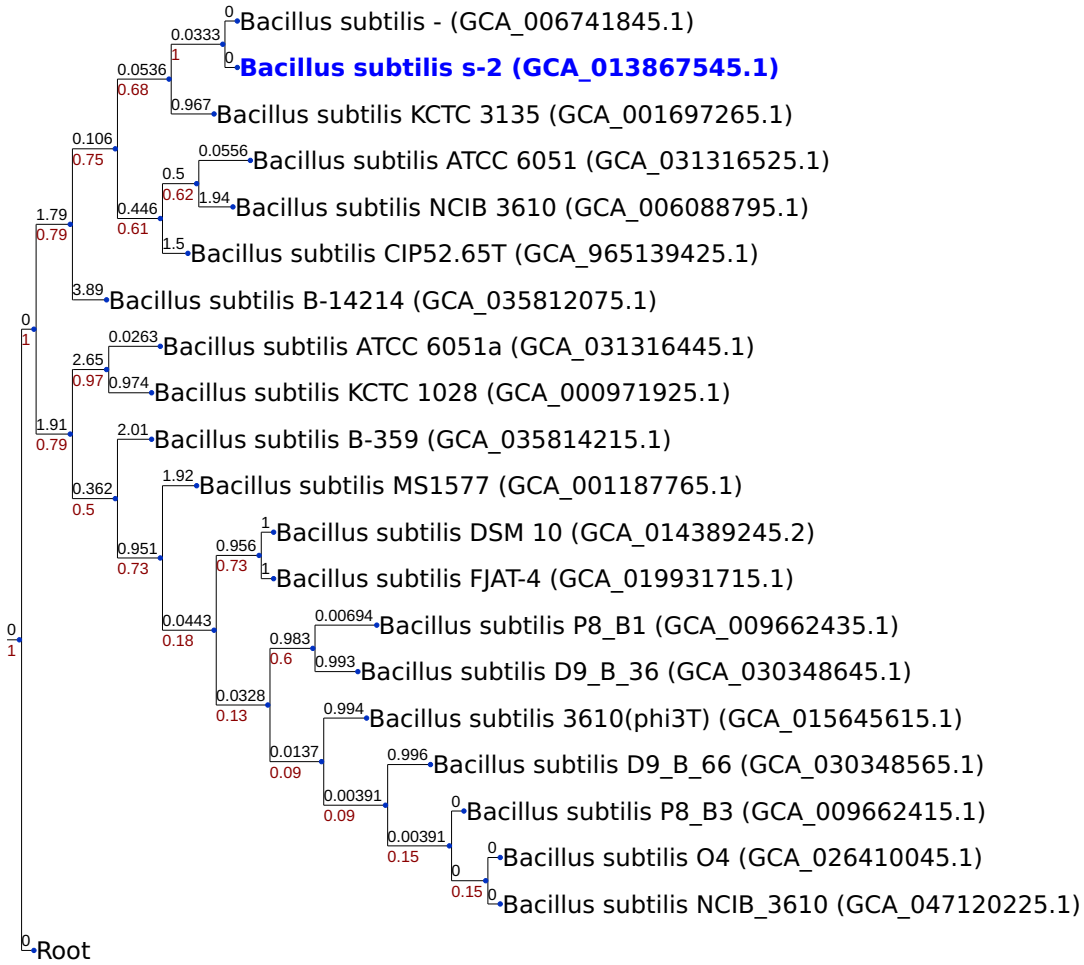 0
Bacillus subtilis - (GCA_006741845.1)
0.0333
1
0
Bacillus subtilis s-2 (GCA_013867545.1)
0.0536
0.68
0.967
Bacillus subtilis KCTC 3135 (GCA_001697265.1)
0.106
0.75
0.0556
Bacillus subtilis ATCC 6051 (GCA_031316525.1)
0.5
0.62
1.94
Bacillus subtilis NCIB 3610 (GCA_006088795.1)
0.446
0.61
1.5
Bacillus subtilis CIP52.65T (GCA_965139425.1)
1.79
0.79
3.89
Bacillus subtilis B-14214 (GCA_035812075.1)
0
1
0.0263
Bacillus subtilis ATCC 6051a (GCA_031316445.1)
2.65
0.97
0.974
Bacillus subtilis KCTC 1028 (GCA_000971925.1)
1.91
0.79
2.01
Bacillus subtilis B-359 (GCA_035814215.1)
0.362
0.5
1.92
Bacillus subtilis MS1577 (GCA_001187765.1)
0.951
0.73
1
Bacillus subtilis DSM 10 (GCA_014389245.2)
0.956
0.73
1
Bacillus subtilis FJAT-4 (GCA_019931715.1)
0.0443
0.18
0.00694
Bacillus subtilis P8_B1 (GCA_009662435.1)
0.983
0.6
0.993
Bacillus subtilis D9_B_36 (GCA_030348645.1)
0
1
0.0328
0.13
0.994
Bacillus subtilis 3610(phi3T) (GCA_015645615.1)
0.0137
0.09
0.996
Bacillus subtilis D9_B_66 (GCA_030348565.1)
0.00391
0.09
0
Bacillus subtilis P8_B3 (GCA_009662415.1)
0.00391
0.15
0
Bacillus subtilis O4 (GCA_026410045.1)
0
0.15
0
Bacillus subtilis NCIB_3610 (GCA_047120225.1)
0
Root